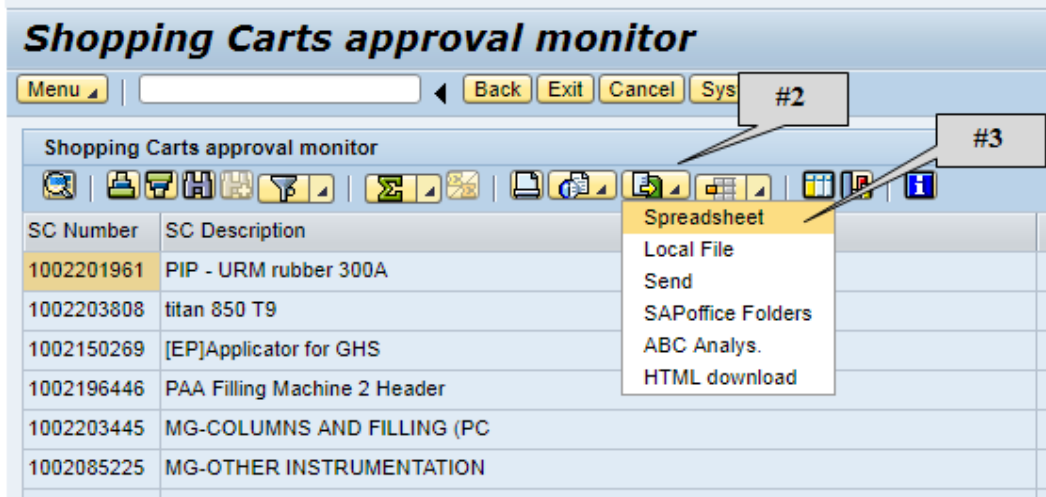 Shopping Carts approval monitor
Menu Back Exit Cancel
#2
#3
Shopping Carts approval monitor
SC Number SC Description
Spreadsheet
Local File
Send
SAPoffice Folders
ABC Analys.
HTML download
1002201961 PIP - URM rubber 300A
1002203808 titan 850 T9
1002150269 [EP]Applicator for GHS
1002196446 PAA Filling Machine 2 Header
1002203445 MG-COLUMNS AND FILLING (PC
1002085225 MG-OTHER INSTRUMENTATION